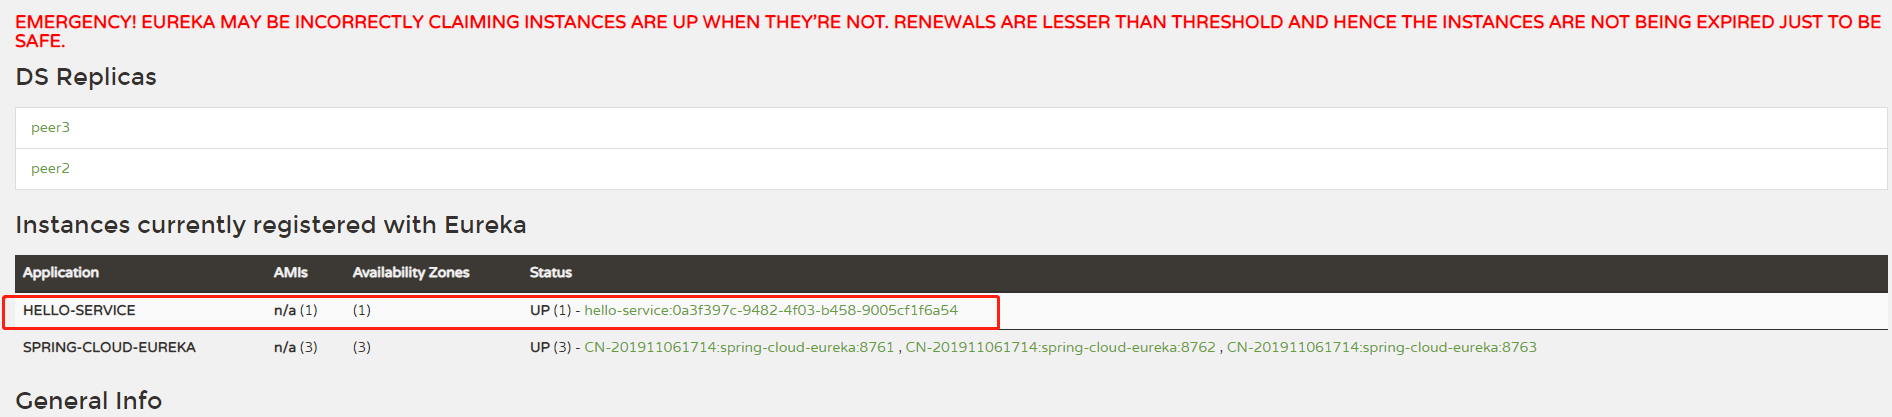 EMERGENCY! EUREKA MAY BE INCORRECTLY CLAIMING INSTANCES ARE UP WHEN THEY'RE NOT. RENEWALS ARE LESSER THAN THRESHOLD AND HENCE THE INSTANCES ARE NOT BEING EXPIRED JUST TO BE
SAFE.
DS Replicas
peer3
peer2
Instances currently registered with Eureka
Application AMIs Availability Zones Status
HELLO-SERVICE n/a (1) (1) UP (1) - hello-service:0a3f397c-9482-4f03-b458-9005cf1f6a54
SPRING-CLOUD-EUREKA n/a (3) (3) UP (3) - CN-201911061714:spring-cloud-eureka:8761 , CN-201911061714:spring-cloud-eureka:8762 , CN-201911061714:spring-cloud-eureka:8763
General Info